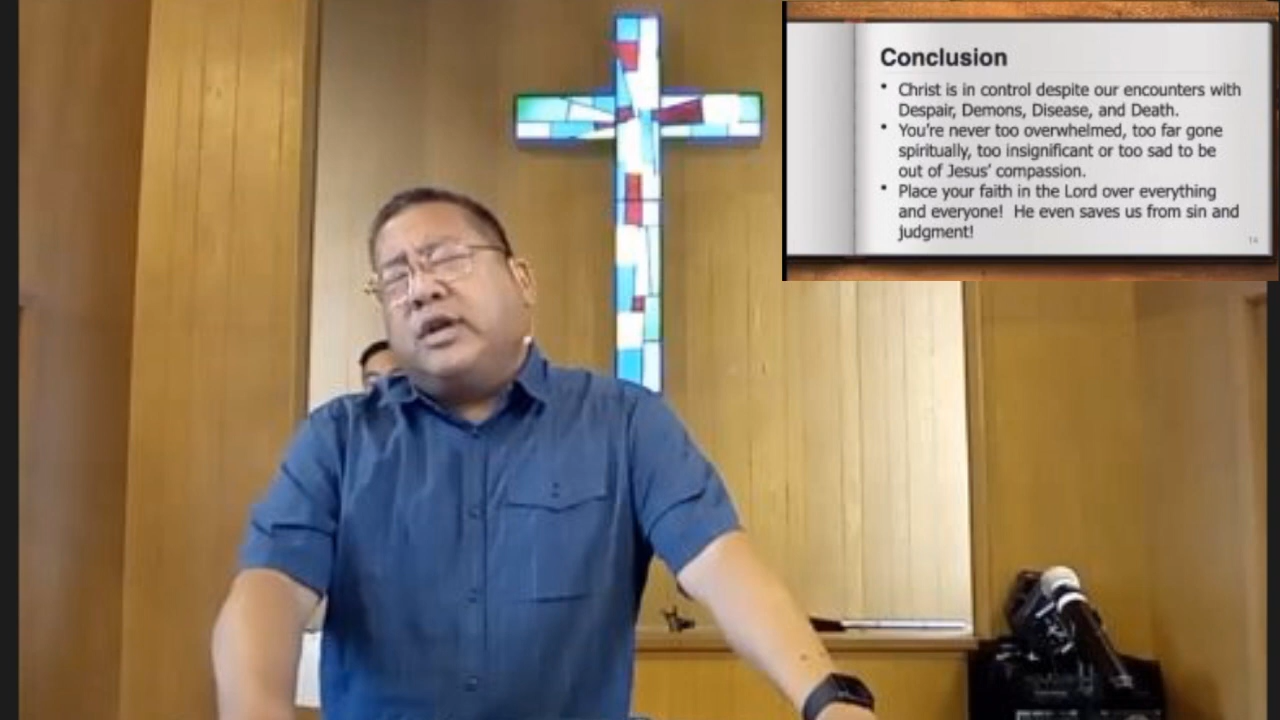 Conclusion
• Christ is in control despite our encounters with
Despair, Demons, Disease, and Death.
• You're never too overwhelmed, too far gone
spiritually, too insignificant or too sad to be
out of Jesus' compassion.
• Place your faith in the Lord over everything
and everyone! He even saves us from sin and
judgment!
14